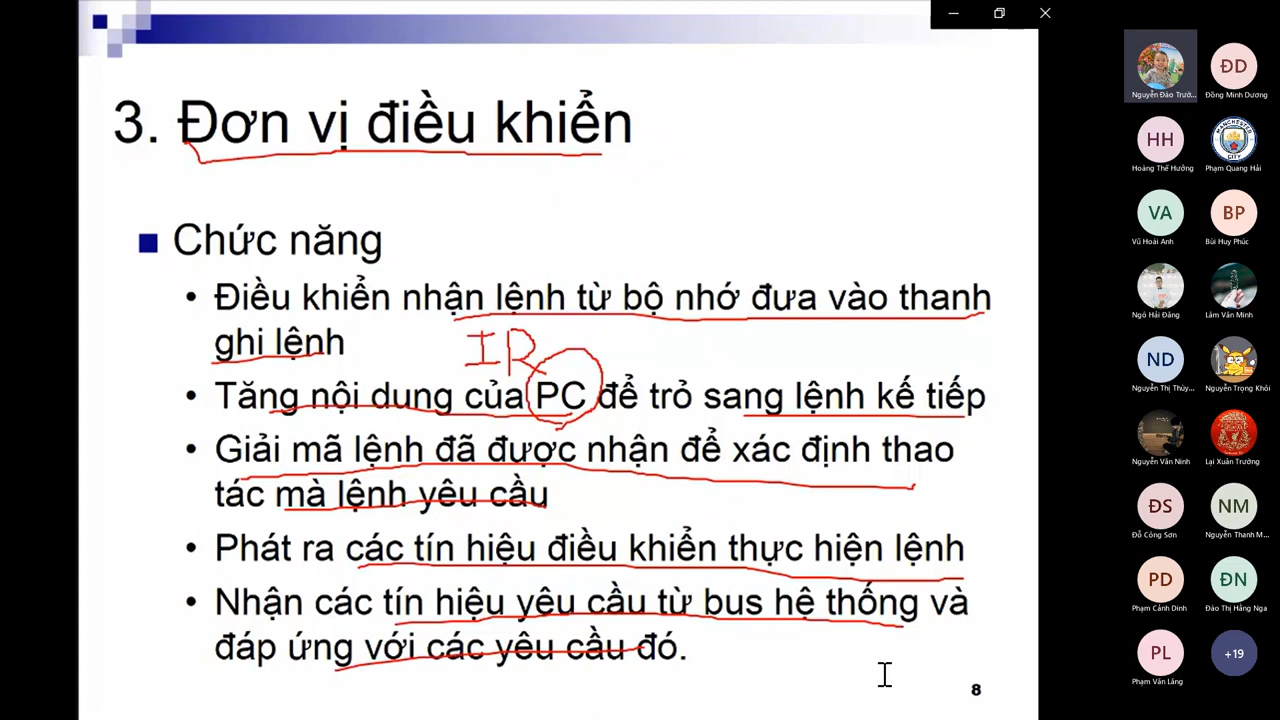 3. Đơn vị điều khiển
Chức năng
• Điều khiển nhận lệnh từ bộ nhớ đưa vào thanh
ghi lệnh
IR
• Tăng nội dung của PC để trỏ sang lệnh kế tiếp
• Giải mã lệnh đã được nhận để xác định thao
tác mà lệnh yêu cầu
• Phát ra các tín hiệu điều khiển thực hiện lệnh
• Nhận các tín hiệu yêu cầu từ bus hệ thống và
đáp ứng với các yêu cầu đó.
8
Nguyễn Đào Trườ...
ĐD
Đồng Minh Dương
HH
Hoàng Thế Hưởng
MANCHESTER
CITY
Phạm Quang Hải
VA
Vũ Hoài Anh
BP
Bùi Huy Phúc
Ngô Hải Đăng
Lâm Văn Minh
ND
Nguyễn Thị Thùy...
Nguyễn Trọng Khôi
Nguyễn Văn Ninh
Lại Xuân Trường
ĐS
Đỗ Công Sơn
NM
Nguyễn Thanh M...
PD
Phạm Cảnh Dinh
ĐN
Đào Thị Hằng Nga
PL
Phạm Văn Lăng
+19